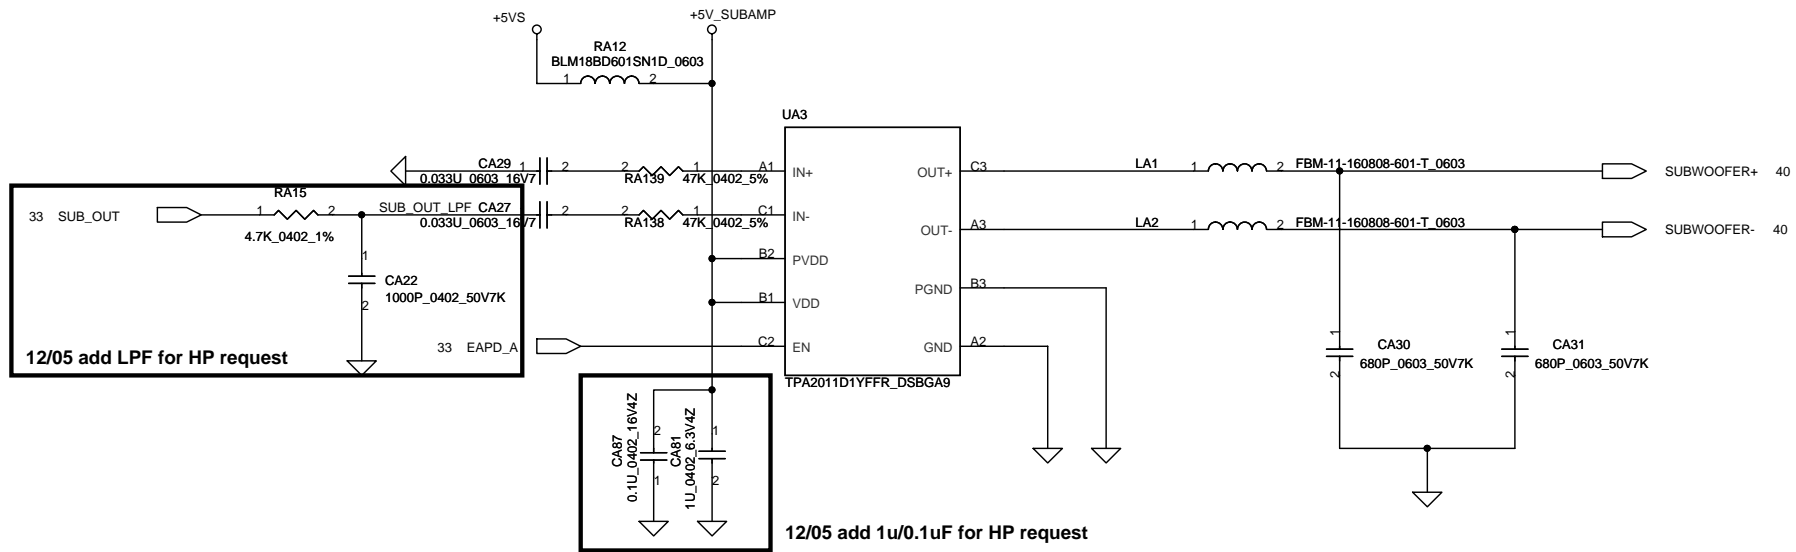 +5VS
+5V_SUBAMP
RA12
BLM18BD601SN1D_0603
1 2
UA3
CA29 1 2
0.033U_0603_16V7
2 1
RA139 47K_0402_5%
A1 IN+
OUT+ C3
LA1 1 2 FBM-11-160808-601-T_0603
SUBWOOFER+ 40
RA15
33 SUB_OUT
1 2
4.7K_0402_1%
SUB_OUT_LPF CA27 1 2
0.033U_0603_16V7
2 1
RA138 47K_0402_5%
C1 IN-
OUT- A3
LA2 1 2 FBM-11-160808-601-T_0603
SUBWOOFER- 40
B2 PVDD
1
CA22
1000P_0402_50V7K
2
PGND B3
B1 VDD
12/05 add LPF for HP request
33 EAPD_A
C2 EN
GND A2
TPA2011D1YFFR_DSBGA9
1
CA30
680P_0603_50V7K
2
1
CA31
680P_0603_50V7K
2
CA87
0.1U_0402_16V4Z
2
1
CA81
1U_0402_6.3V4Z
1
2
12/05 add 1u/0.1uF for HP request